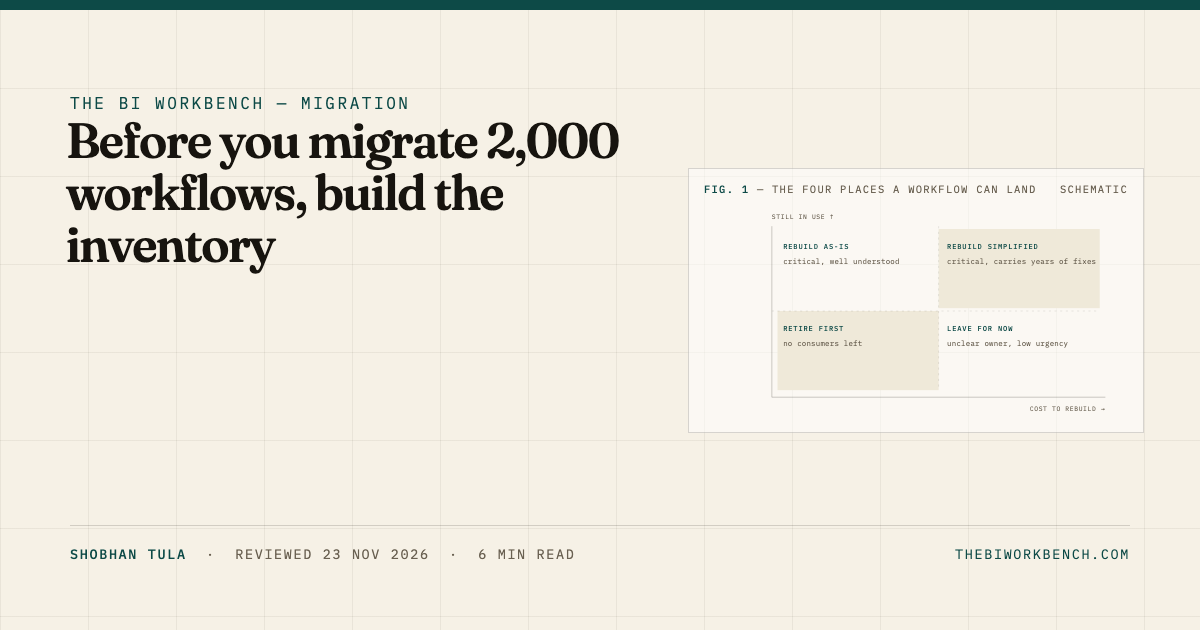 THE BI WORKBENCH — MIGRATION
Before you migrate 2,000
workflows, build the
inventory
FIG. 1 — THE FOUR PLACES A WORKFLOW CAN LAND SCHEMATIC
STILL IN USE ↑
REBUILD AS-IS
critical, well understood
REBUILD SIMPLIFIED
critical, carries years of fixes
RETIRE FIRST
no consumers left
LEAVE FOR NOW
unclear owner, low urgency
COST TO REBUILD →
SHOBHAN TULA · REVIEWED 23 NOV 2026 · 6 MIN READ
THEBIWORKBENCH.COM